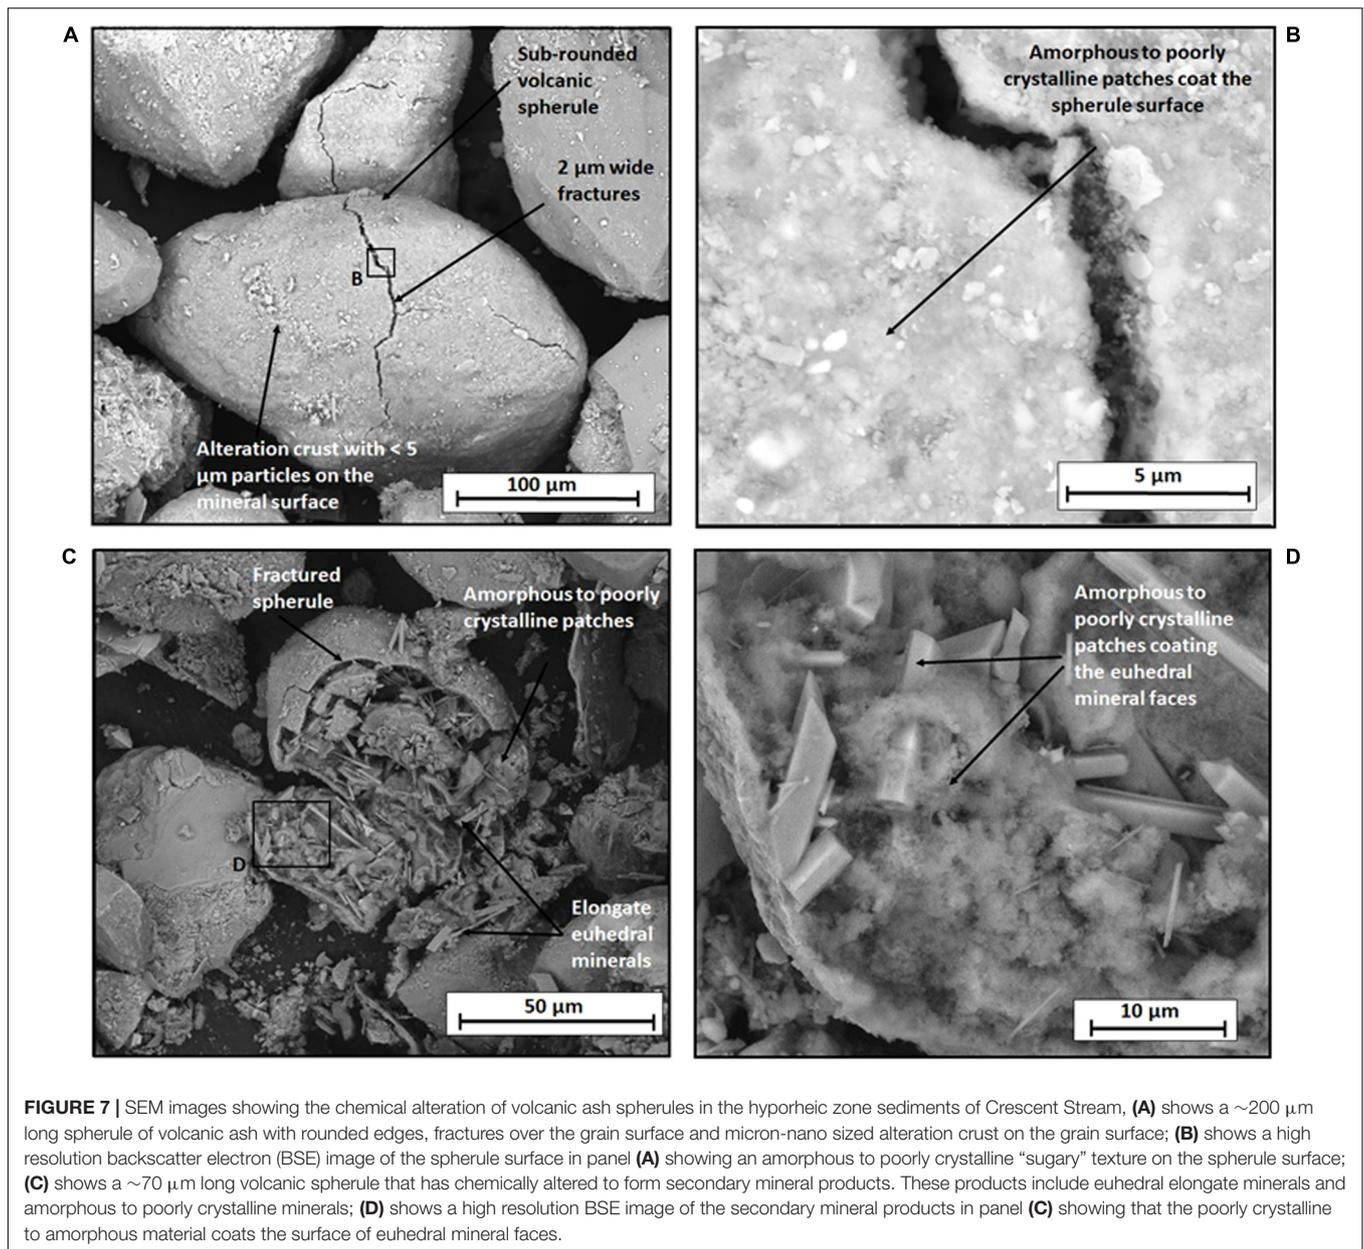 A
Sub-rounded
volcanic
spherule
2 μm wide
fractures
B
Alteration crust with < 5
μm particles on the
mineral surface
100 μm
B
Amorphous to poorly
crystalline patches coat the
spherule surface
5 μm
C
Fractured
spherule
Amorphous to poorly
crystalline patches
D
Elongate
euhedral
minerals
50 μm
D
Amorphous to
poorly crystalline
patches coating
the euhedral
mineral faces
10 μm
FIGURE 7 | SEM images showing the chemical alteration of volcanic ash spherules in the hyporheic zone sediments of Crescent Stream, (A) shows a ∼200 μm
long spherule of volcanic ash with rounded edges, fractures over the grain surface and micron-nano sized alteration crust on the grain surface; (B) shows a high
resolution backscatter electron (BSE) image of the spherule surface in panel (A) showing an amorphous to poorly crystalline “sugary” texture on the spherule surface;
(C) shows a ∼70 μm long volcanic spherule that has chemically altered to form secondary mineral products. These products include euhedral elongate minerals and
amorphous to poorly crystalline minerals; (D) shows a high resolution BSE image of the secondary mineral products in panel (C) showing that the poorly crystalline
to amorphous material coats the surface of euhedral mineral faces.